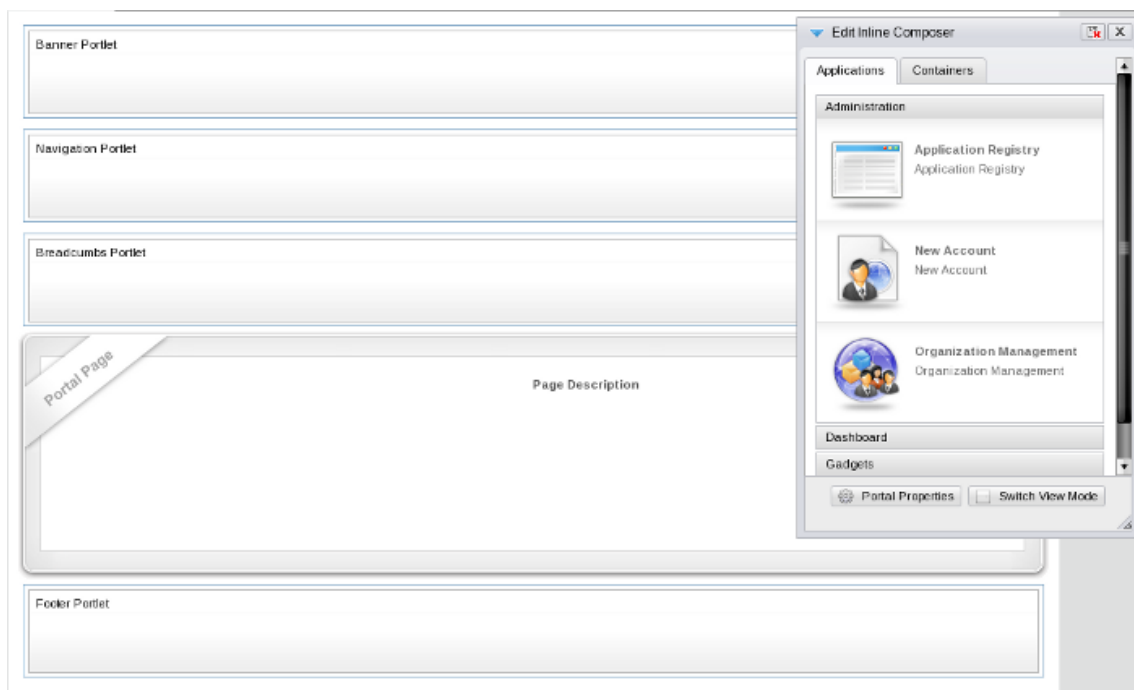 Banner Portlet
Navigation Portlet
Breadcumbs Portlet
Portal Page
Page Description
Footer Portlet
Edit Inline Composer
Applications
Containers
Administration
Application Registry
Application Registry
New Account
New Account
Organization Management
Organization Management
Dashboard
Gadgets
Portal Properties
Switch View Mode